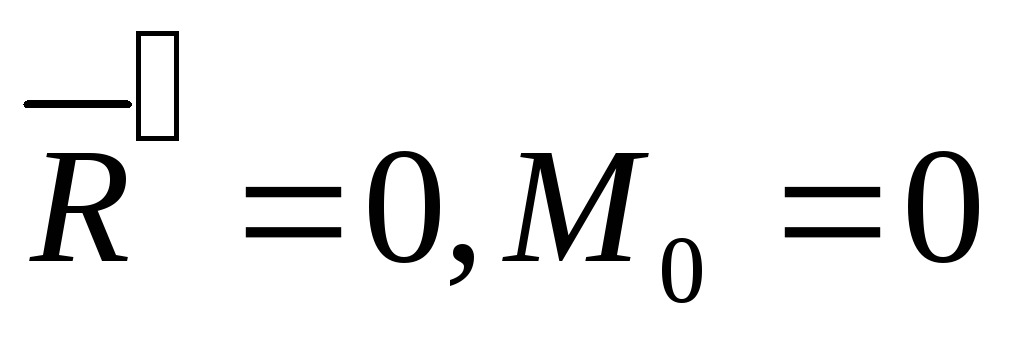 R̅▯ = 0, M₀ = 0